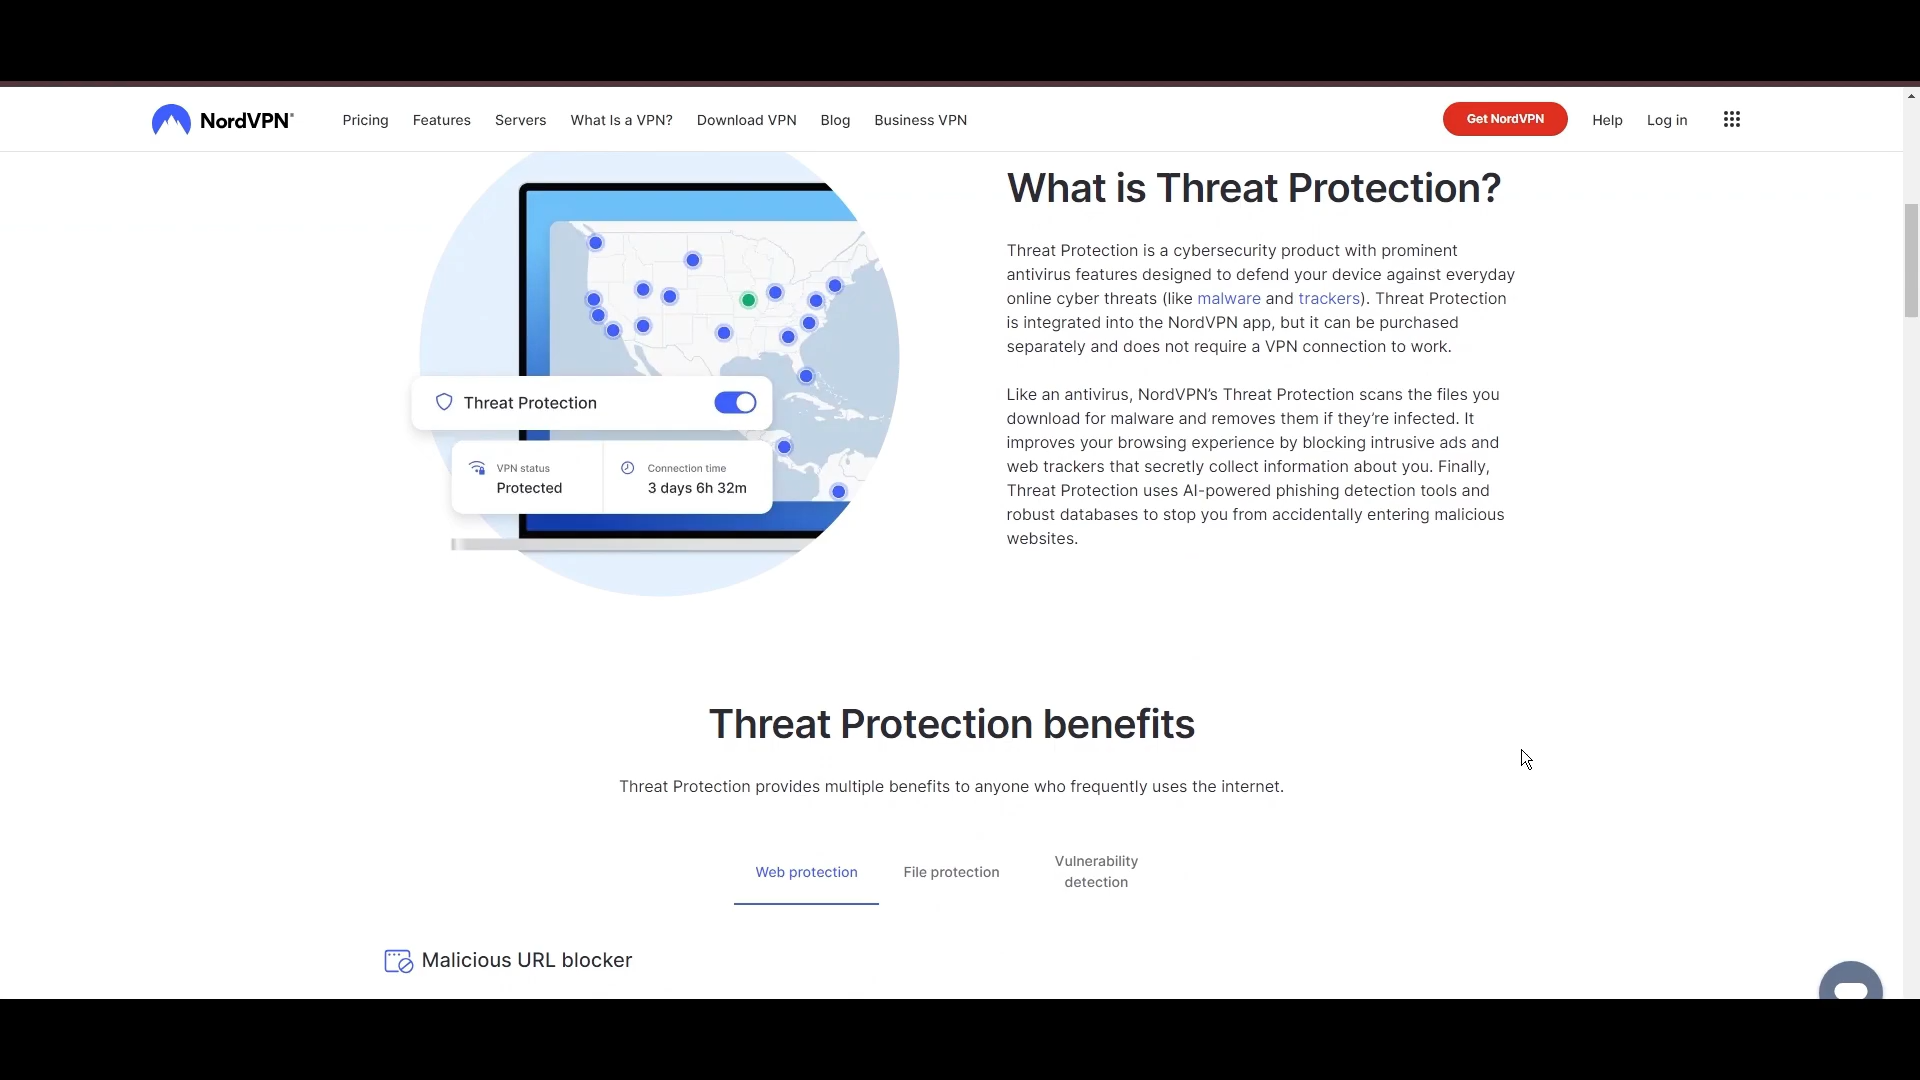 NordVPN®
Pricing
Features
Servers
What Is a VPN?
Download VPN
Blog
Business VPN
Get NordVPN
Help
Log in
Threat Protection
VPN status
Protected
Connection time
3 days 6h 32m
What is Threat Protection?
Threat Protection is a cybersecurity product with prominent
antivirus features designed to defend your device against everyday
online cyber threats (like malware and trackers). Threat Protection
is integrated into the NordVPN app, but it can be purchased
separately and does not require a VPN connection to work.
Like an antivirus, NordVPN’s Threat Protection scans the files you
download for malware and removes them if they’re infected. It
improves your browsing experience by blocking intrusive ads and
web trackers that secretly collect information about you. Finally,
Threat Protection uses AI-powered phishing detection tools and
robust databases to stop you from accidentally entering malicious
websites.
Threat Protection benefits
Threat Protection provides multiple benefits to anyone who frequently uses the internet.
Web protection
File protection
Vulnerability
detection
Malicious URL blocker